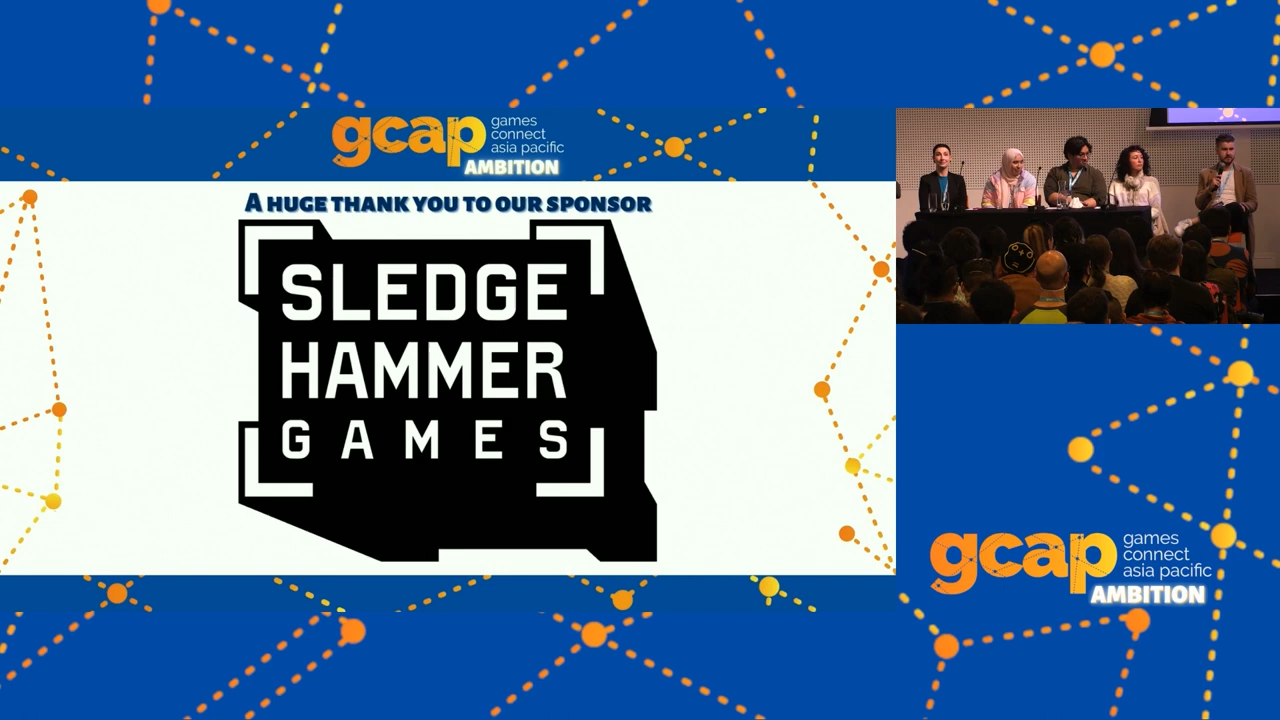 gcap games
connect
asia pacific
AMBITION
A HUGE THANK YOU TO OUR SPONSOR
SLEDGE
HAMMER
GAMES
gcap games
connect
asia pacific
AMBITION